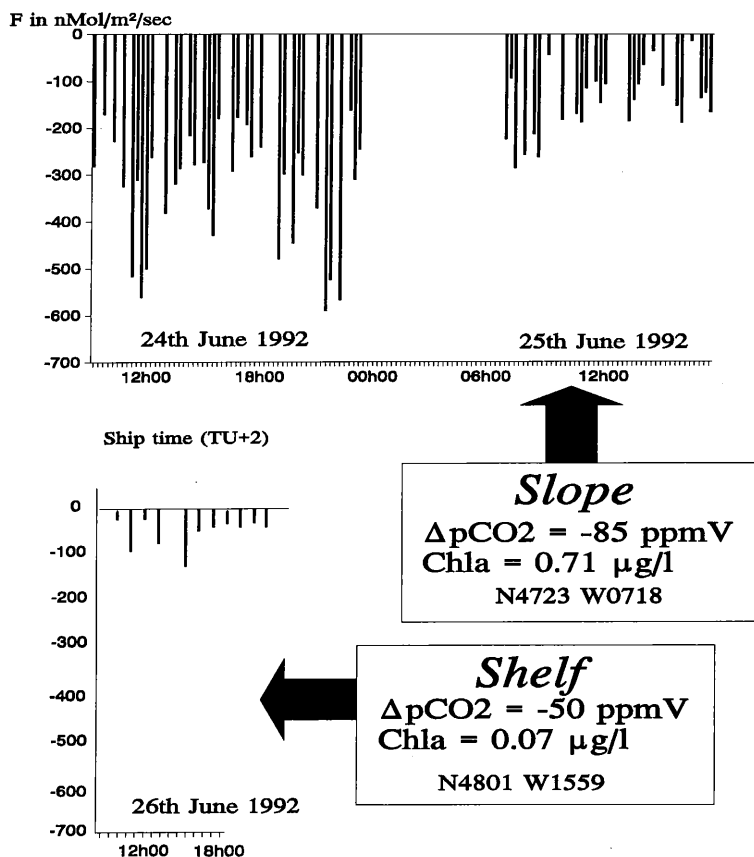 F in nMol/m²/sec
0
-100
-200
-300
-400
-500
-600
-700
24th June 1992
25th June 1992
12h00 18h00 00h00 06h00 12h00
Ship time (TU+2)
Slope
ΔpCO2 = -85 ppmV
Chla = 0.71 µg/l
N4723 W0718
0
-100
-200
-300
-400
-500
-600
-700
26th June 1992
12h00 18h00
Shelf
ΔpCO2 = -50 ppmV
Chla = 0.07 µg/l
N4801 W1559